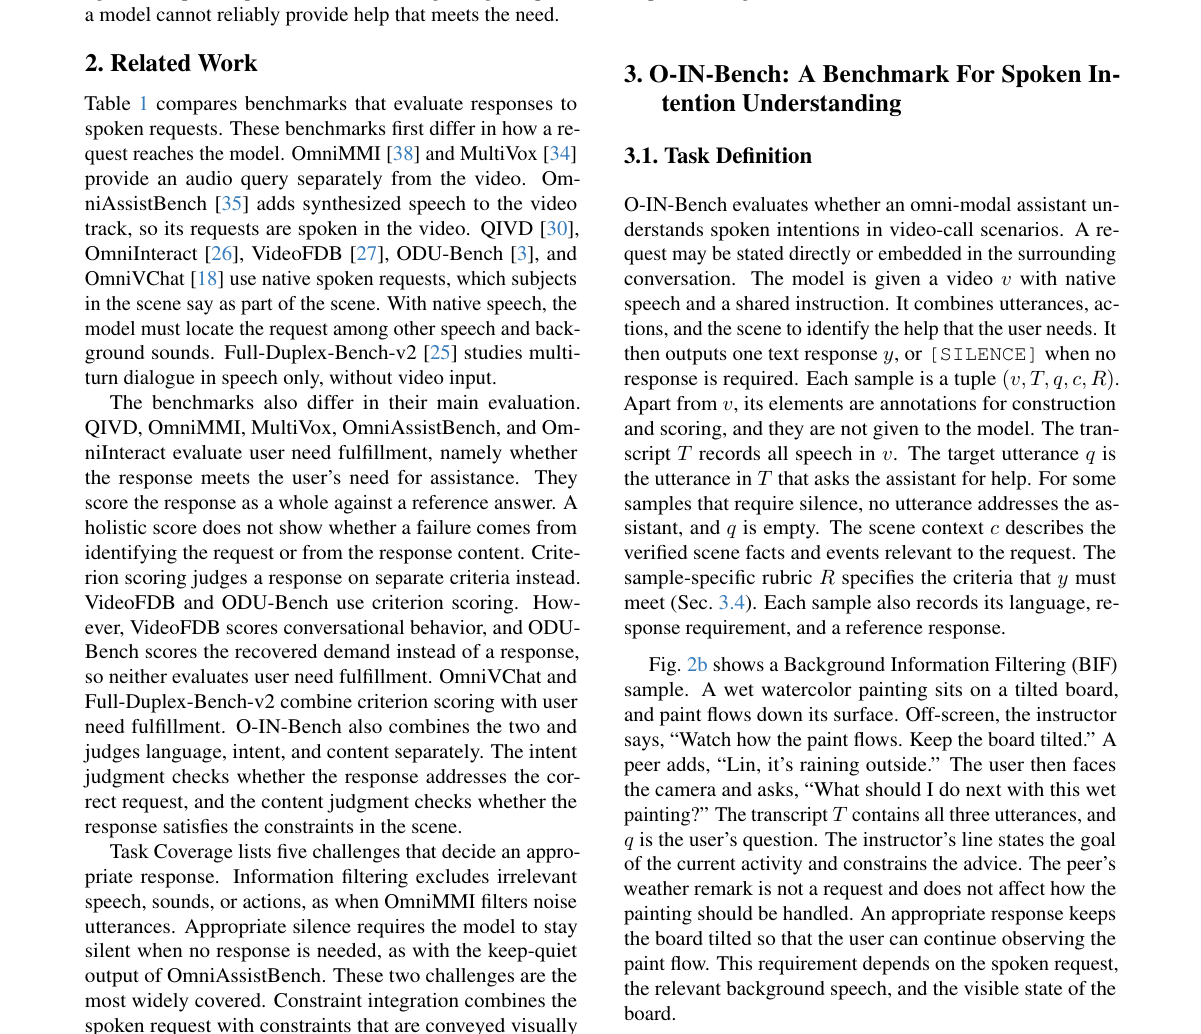 a model cannot reliably provide help that meets the need.
2. Related Work
Table 1 compares benchmarks that evaluate responses to
spoken requests. These benchmarks first differ in how a re-
quest reaches the model. OmniMMI [38] and MultiVox [34]
provide an audio query separately from the video. Om-
niAssistBench [35] adds synthesized speech to the video
track, so its requests are spoken in the video. QIVD [30],
OmniInteract [26], VideoFDB [27], ODU-Bench [3], and
OmniVChat [18] use native spoken requests, which subjects
in the scene say as part of the scene. With native speech, the
model must locate the request among other speech and back-
ground sounds. Full-Duplex-Bench-v2 [25] studies multi-
turn dialogue in speech only, without video input.
The benchmarks also differ in their main evaluation.
QIVD, OmniMMI, MultiVox, OmniAssistBench, and Om-
niInteract evaluate user need fulfillment, namely whether
the response meets the user's need for assistance. They
score the response as a whole against a reference answer. A
holistic score does not show whether a failure comes from
identifying the request or from the response content. Crite-
rion scoring judges a response on separate criteria instead.
VideoFDB and ODU-Bench use criterion scoring. How-
ever, VideoFDB scores conversational behavior, and ODU-
Bench scores the recovered demand instead of a response,
so neither evaluates user need fulfillment. OmniVChat and
Full-Duplex-Bench-v2 combine criterion scoring with user
need fulfillment. O-IN-Bench also combines the two and
judges language, intent, and content separately. The intent
judgment checks whether the response addresses the cor-
rect request, and the content judgment checks whether the
response satisfies the constraints in the scene.
Task Coverage lists five challenges that decide an appro-
priate response. Information filtering excludes irrelevant
speech, sounds, or actions, as when OmniMMI filters noise
utterances. Appropriate silence requires the model to stay
silent when no response is needed, as with the keep-quiet
output of OmniAssistBench. These two challenges are the
most widely covered. Constraint integration combines the
spoken request with constraints that are conveyed visually
3. O-IN-Bench: A Benchmark For Spoken In-
tention Understanding
3.1. Task Definition
O-IN-Bench evaluates whether an omni-modal assistant un-
derstands spoken intentions in video-call scenarios. A re-
quest may be stated directly or embedded in the surrounding
conversation. The model is given a video v with native
speech and a shared instruction. It combines utterances, ac-
tions, and the scene to identify the help that the user needs. It
then outputs one text response y, or [SILENCE] when no
response is required. Each sample is a tuple (v, T, q, c, R).
Apart from v, its elements are annotations for construction
and scoring, and they are not given to the model. The tran-
script T records all speech in v. The target utterance q is
the utterance in T that asks the assistant for help. For some
samples that require silence, no utterance addresses the as-
sistant, and q is empty. The scene context c describes the
verified scene facts and events relevant to the request. The
sample-specific rubric R specifies the criteria that y must
meet (Sec. 3.4). Each sample also records its language, re-
sponse requirement, and a reference response.
Fig. 2b shows a Background Information Filtering (BIF)
sample. A wet watercolor painting sits on a tilted board,
and paint flows down its surface. Off-screen, the instructor
says, “Watch how the paint flows. Keep the board tilted.” A
peer adds, “Lin, it's raining outside.” The user then faces
the camera and asks, “What should I do next with this wet
painting?” The transcript T contains all three utterances, and
q is the user's question. The instructor's line states the goal
of the current activity and constrains the advice. The peer's
weather remark is not a request and does not affect how the
painting should be handled. An appropriate response keeps
the board tilted so that the user can continue observing the
paint flow. This requirement depends on the spoken request,
the relevant background speech, and the visible state of the
board.